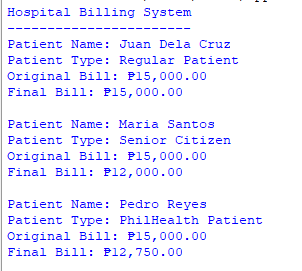 Hospital Billing System
-----------------------
Patient Name: Juan Dela Cruz
Patient Type: Regular Patient
Original Bill: ₱15,000.00
Final Bill: ₱15,000.00

Patient Name: Maria Santos
Patient Type: Senior Citizen
Original Bill: ₱15,000.00
Final Bill: ₱12,000.00

Patient Name: Pedro Reyes
Patient Type: PhilHealth Patient
Original Bill: ₱15,000.00
Final Bill: ₱12,750.00